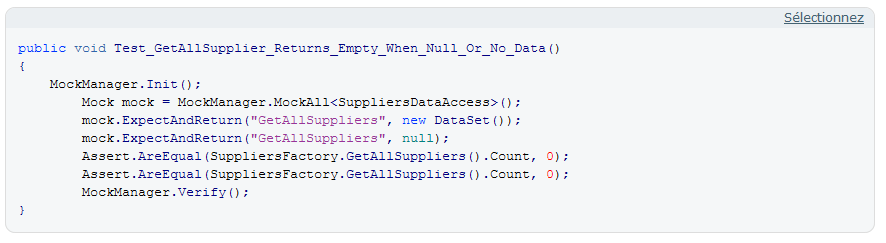 Sélectionnez
public void Test_GetAllSupplier_Returns_Empty_When_Null_Or_No_Data()
{
    MockManager.Init();
        Mock mock = MockManager.MockAll<SuppliersDataAccess>();
        mock.ExpectAndReturn("GetAllSuppliers", new DataSet());
        mock.ExpectAndReturn("GetAllSuppliers", null);
        Assert.AreEqual(SuppliersFactory.GetAllSuppliers().Count, 0);
        Assert.AreEqual(SuppliersFactory.GetAllSuppliers().Count, 0);
        MockManager.Verify();
}